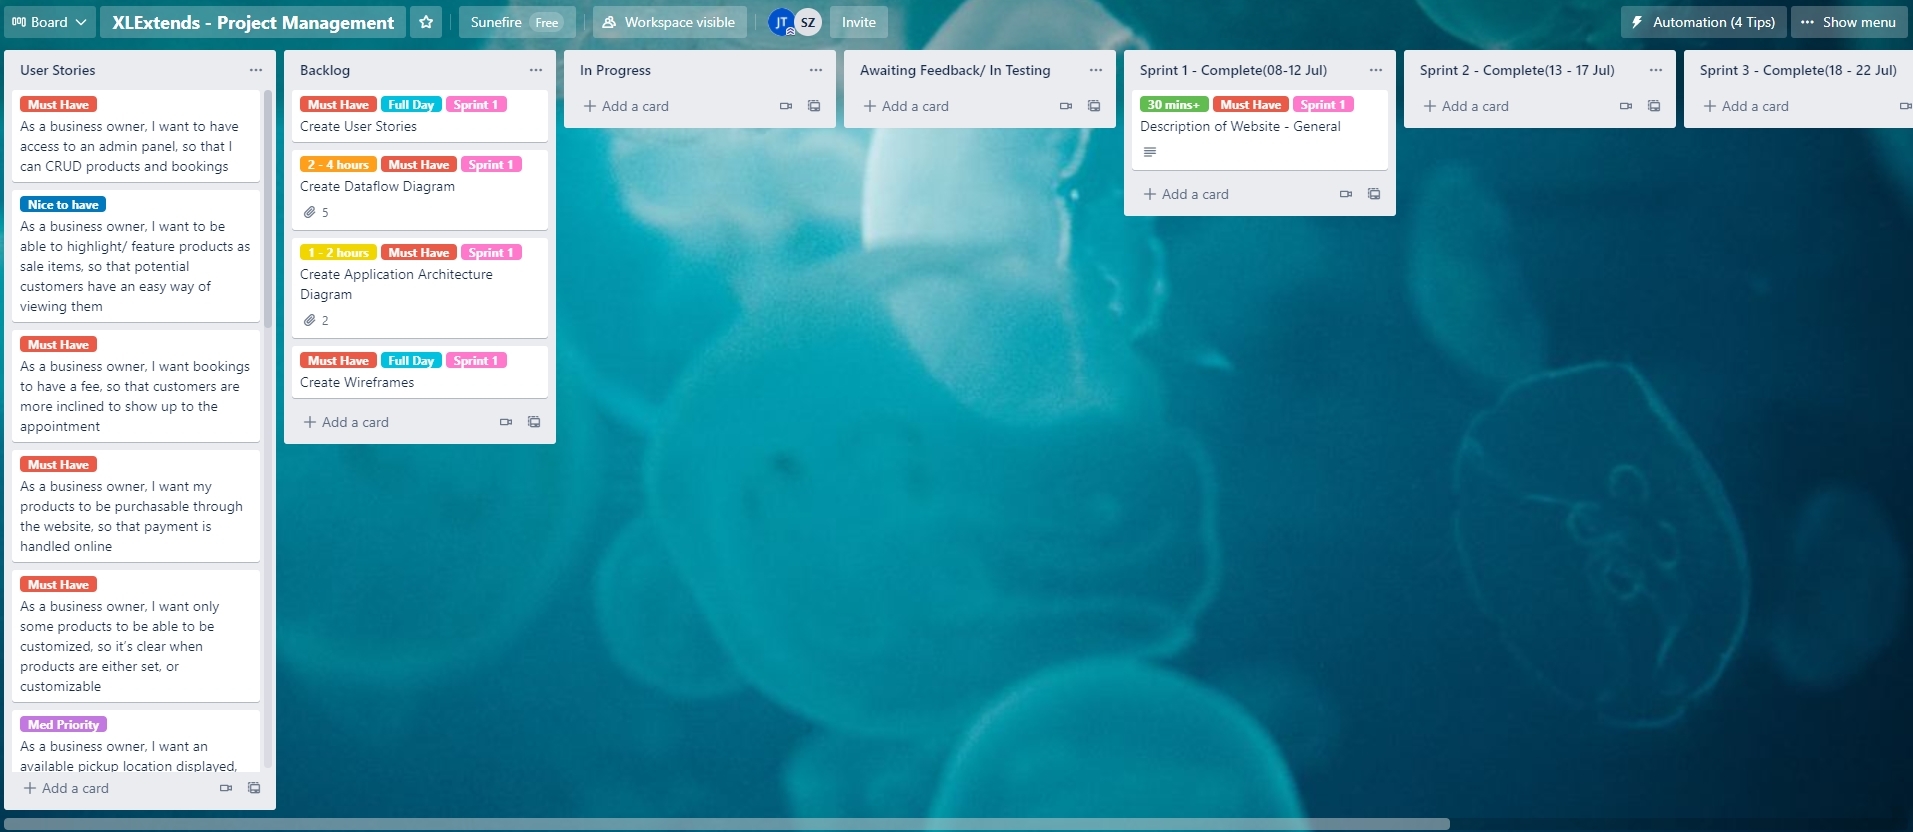 Board
XLExtends - Project Management
Sunefire Free
Workspace visible
JT
SZ
Invite
Automation (4 Tips)
Show menu
User Stories
Must Have
As a business owner, I want to have
access to an admin panel, so that I
can CRUD products and bookings
Nice to have
As a business owner, I want to be
able to highlight/ feature products as
sale items, so that potential
customers have an easy way of
viewing them
Must Have
As a business owner, I want bookings
to have a fee, so that customers are
more inclined to show up to the
appointment
Must Have
As a business owner, I want my
products to be purchasable through
the website, so that payment is
handled online
Must Have
As a business owner, I want only
some products to be able to be
customized, so it's clear when
products are either set, or
customizable
Med Priority
As a business owner, I want an
available pickup location displayed,
Add a card
Backlog
Must Have Full Day Sprint 1
Create User Stories
2 - 4 hours Must Have Sprint 1
Create Dataflow Diagram
5
1 - 2 hours Must Have Sprint 1
Create Application Architecture
Diagram
2
Must Have Full Day Sprint 1
Create Wireframes
Add a card
In Progress
Add a card
Awaiting Feedback/ In Testing
Add a card
Sprint 1 - Complete(08-12 Jul)
30 mins+ Must Have Sprint 1
Description of Website - General
Add a card
Sprint 2 - Complete(13 - 17 Jul)
Add a card
Sprint 3 - Complete(18 - 22 Jul)
Add a card